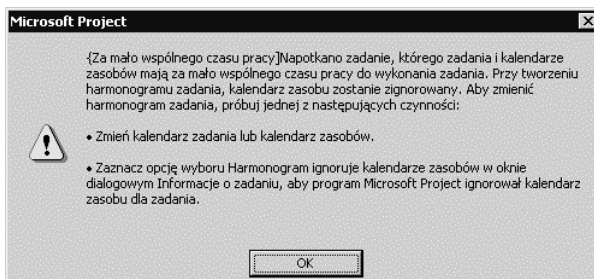 Microsoft Project
{Za mało wspólnego czasu pracy]Napotkano zadanie, którego zadania i kalendarze
zasobów mają za mało wspólnego czasu pracy do wykonania zadania. Przy tworzeniu
harmonogramu zadania, kalendarz zasobu zostanie zignorowany. Aby zmienić
harmonogram zadania, próbuj jednej z następujących czynności:
• Zmień kalendarz zadania lub kalendarz zasobów.
• Zaznacz opcję wyboru Harmonogram ignoruje kalendarze zasobów w oknie
dialogowym Informacje o zadaniu, aby program Microsoft Project ignorował kalendarz
zasobu dla zadania.
OK